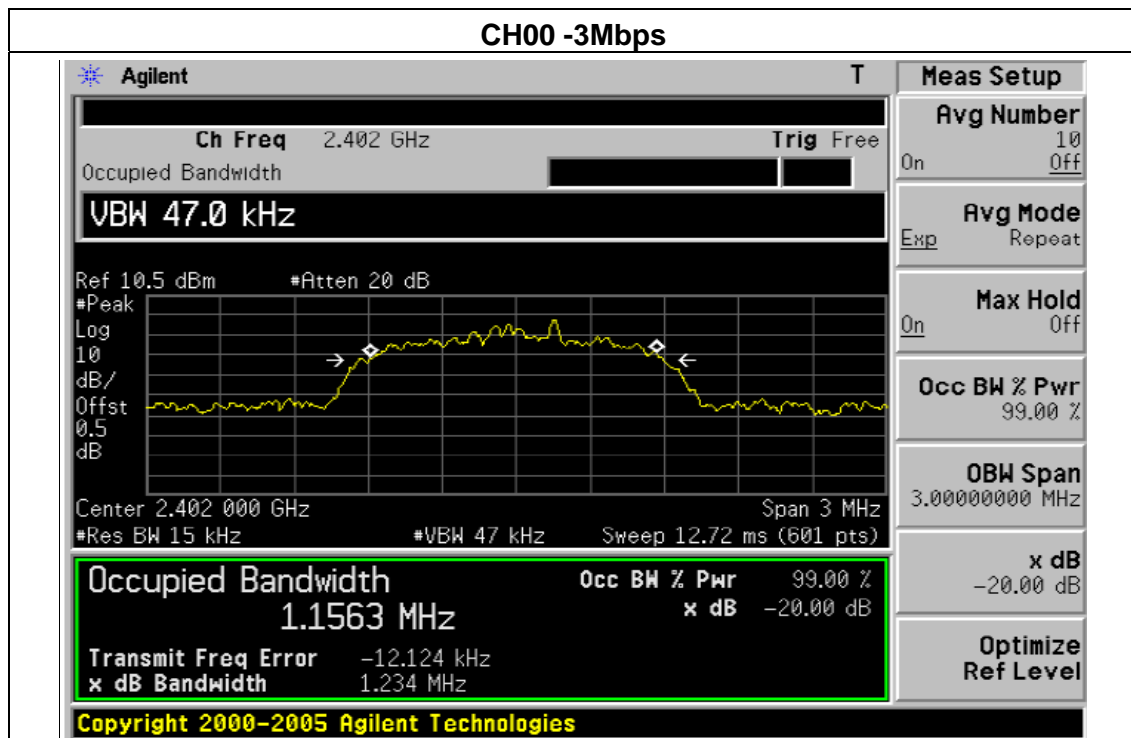 CH00 -3Mbps
Agilent T Meas Setup
Ch Freq 2.402 GHz Trig Free
Occupied Bandwidth
VBW 47.0 kHz
Ref 10.5 dBm #Atten 20 dB
#Peak
Log
10
dB/
Offst
0.5
dB
Center 2.402 000 GHz Span 3 MHz
#Res BW 15 kHz #VBW 47 kHz Sweep 12.72 ms (601 pts)
Occupied Bandwidth Occ BW % Pwr 99.00 %
1.1563 MHz x dB -20.00 dB
Transmit Freq Error -12.124 kHz
x dB Bandwidth 1.234 MHz
Copyright 2000-2005 Agilent Technologies
Avg Number
10
On Off
Avg Mode
Exp Repeat
Max Hold
On Off
Occ BW % Pwr
99.00 %
OBW Span
3.00000000 MHz
x dB
-20.00 dB
Optimize
Ref Level